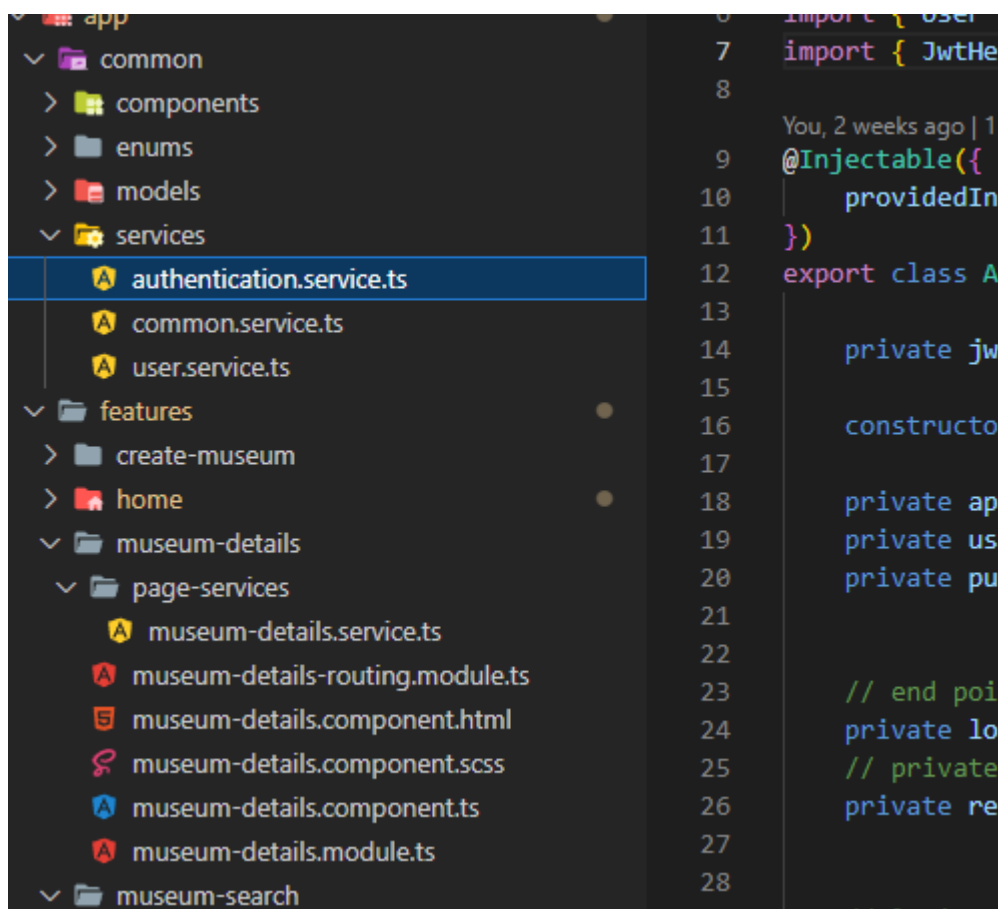 app
common
components
enums
models
services
authentication.service.ts
common.service.ts
user.service.ts
features
create-museum
home
museum-details
page-services
museum-details.service.ts
museum-details-routing.module.ts
museum-details.component.html
museum-details.component.scss
museum-details.component.ts
museum-details.module.ts
museum-search
6 import { User
7 import { JwtHe
8
You, 2 weeks ago | 1
9 @Injectable({
10 providedIn
11 })
12 export class A
13
14 private jw
15
16 constructo
17
18 private ap
19 private us
20 private pu
21
22
23 // end poi
24 private lo
25 // private
26 private re
27
28